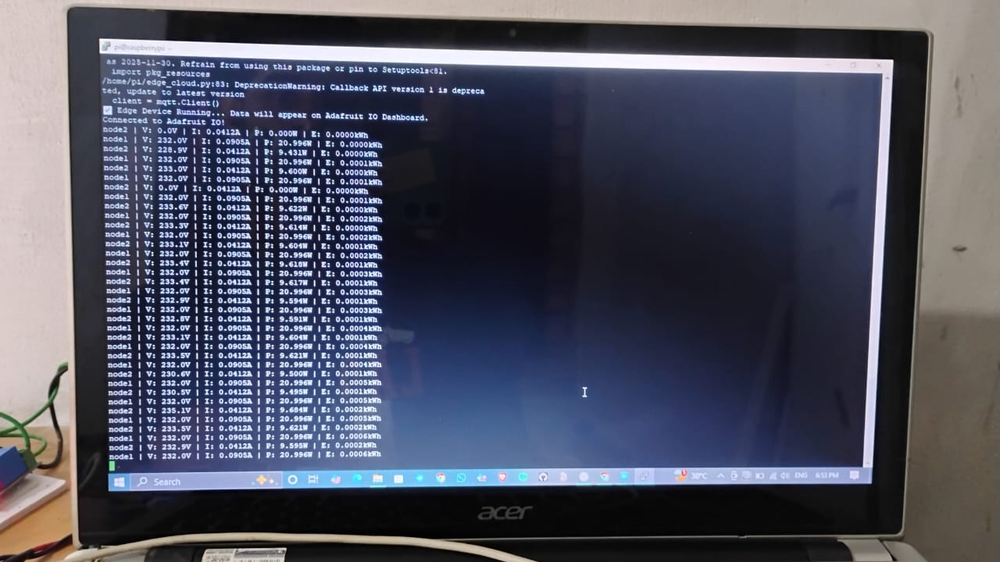 pi@raspberrypi: ~
as 2025-11-30. Refrain from using this package or pin to Setuptools<81.
import pkg_resources
/home/pi/edge_cloud.py:83: DeprecationWarning: Callback API version 1 is depreca
ted, update to latest version
client = mqtt.Client()
Edge Device Running... Data will appear on Adafruit IO Dashboard.
Connected to Adafruit IO!
node2 | V: 0.0V | I: 0.0412A | P: 0.000W | E: 0.0000kWh
node1 | V: 232.0V | I: 0.0905A | P: 20.996W | E: 0.0000kWh
node2 | V: 228.9V | I: 0.0412A | P: 9.431W | E: 0.0000kWh
node1 | V: 232.0V | I: 0.0905A | P: 20.996W | E: 0.0001kWh
node2 | V: 233.0V | I: 0.0412A | P: 9.600W | E: 0.0000kWh
node1 | V: 232.0V | I: 0.0905A | P: 20.996W | E: 0.0001kWh
node2 | V: 0.0V | I: 0.0412A | P: 0.000W | E: 0.0000kWh
node1 | V: 232.0V | I: 0.0905A | P: 20.996W | E: 0.0001kWh
node2 | V: 233.6V | I: 0.0412A | P: 9.622W | E: 0.0000kWh
node1 | V: 232.0V | I: 0.0905A | P: 20.996W | E: 0.0002kWh
node2 | V: 233.3V | I: 0.0412A | P: 9.614W | E: 0.0000kWh
node1 | V: 232.0V | I: 0.0905A | P: 20.996W | E: 0.0002kWh
node2 | V: 233.1V | I: 0.0412A | P: 9.604W | E: 0.0001kWh
node1 | V: 232.0V | I: 0.0905A | P: 20.996W | E: 0.0002kWh
node2 | V: 233.4V | I: 0.0412A | P: 9.618W | E: 0.0001kWh
node1 | V: 232.0V | I: 0.0905A | P: 20.996W | E: 0.0003kWh
node2 | V: 233.4V | I: 0.0412A | P: 9.617W | E: 0.0001kWh
node1 | V: 232.0V | I: 0.0905A | P: 20.996W | E: 0.0003kWh
node2 | V: 232.9V | I: 0.0412A | P: 9.594W | E: 0.0001kWh
node1 | V: 232.0V | I: 0.0905A | P: 20.996W | E: 0.0003kWh
node2 | V: 232.8V | I: 0.0412A | P: 9.591W | E: 0.0001kWh
node1 | V: 232.0V | I: 0.0905A | P: 20.996W | E: 0.0004kWh
node2 | V: 233.1V | I: 0.0412A | P: 9.604W | E: 0.0001kWh
node1 | V: 232.0V | I: 0.0905A | P: 20.996W | E: 0.0004kWh
node2 | V: 233.5V | I: 0.0412A | P: 9.621W | E: 0.0001kWh
node1 | V: 232.0V | I: 0.0905A | P: 20.996W | E: 0.0004kWh
node2 | V: 230.6V | I: 0.0412A | P: 9.500W | E: 0.0001kWh
node1 | V: 232.0V | I: 0.0905A | P: 20.996W | E: 0.0005kWh
node2 | V: 230.5V | I: 0.0412A | P: 9.495W | E: 0.0001kWh
node1 | V: 232.0V | I: 0.0905A | P: 20.996W | E: 0.0005kWh
node2 | V: 235.1V | I: 0.0412A | P: 9.684W | E: 0.0002kWh
node1 | V: 232.0V | I: 0.0905A | P: 20.996W | E: 0.0005kWh
node2 | V: 233.5V | I: 0.0412A | P: 9.621W | E: 0.0002kWh
node1 | V: 232.0V | I: 0.0905A | P: 20.996W | E: 0.0006kWh
node2 | V: 232.9V | I: 0.0412A | P: 9.595W | E: 0.0002kWh
node1 | V: 232.0V | I: 0.0905A | P: 20.996W | E: 0.0006kWh
Search
30°C
ENG
6:53 PM
acer